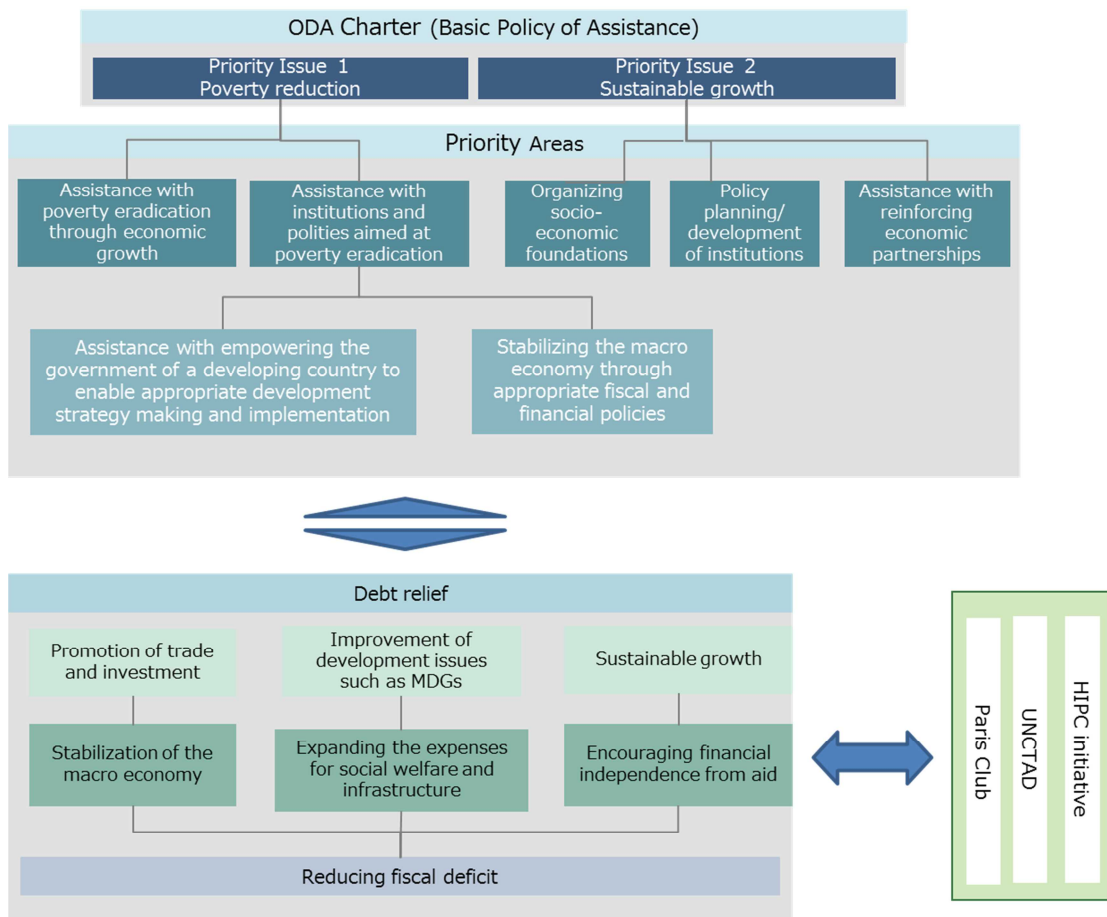 ODA Charter (Basic Policy of Assistance)
Priority Issue 1
Poverty reduction
Priority Issue 2
Sustainable growth
Priority Areas
Assistance with
poverty eradication
through economic
growth
Assistance with
institutions and
polities aimed at
poverty eradication
Organizing
socio-
economic
foundations
Policy
planning/
development
of institutions
Assistance with
reinforcing
economic
partnerships
Assistance with empowering the
government of a developing country to
enable appropriate development
strategy making and implementation
Stabilizing the macro
economy through
appropriate fiscal and
financial policies
Debt relief
Promotion of trade
and investment
Improvement of
development issues
such as MDGs
Sustainable growth
Stabilization of the
macro economy
Expanding the expenses
for social welfare and
infrastructure
Encouraging financial
independence from aid
Reducing fiscal deficit
Paris Club
UNCTAD
HIPC initiative